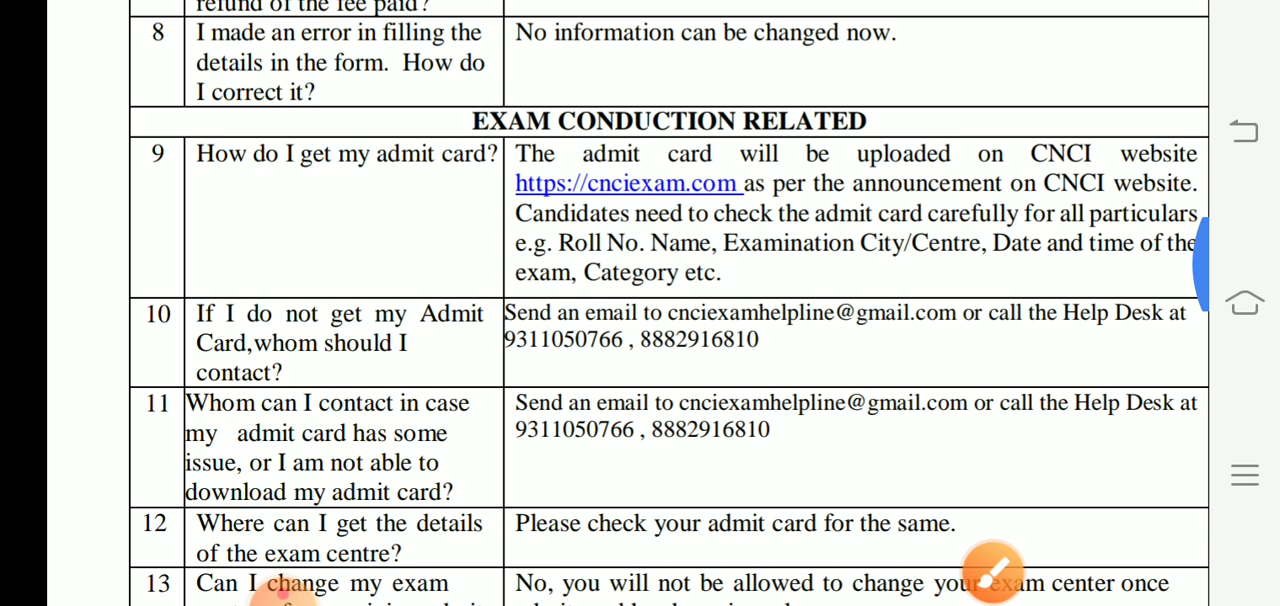 refund of the fee paid?
8 I made an error in filling the No information can be changed now.
details in the form. How do
I correct it?
EXAM CONDUCTION RELATED
9 How do I get my admit card? The admit card will be uploaded on CNCI website
https://cnciexam.com as per the announcement on CNCI website.
Candidates need to check the admit card carefully for all particulars
e.g. Roll No. Name, Examination City/Centre, Date and time of the
exam, Category etc.
10 If I do not get my Admit Send an email to cnciexamhelpline@gmail.com or call the Help Desk at
Card,whom should I 9311050766 , 8882916810
contact?
11 Whom can I contact in case Send an email to cnciexamhelpline@gmail.com or call the Help Desk at
my admit card has some 9311050766 , 8882916810
issue, or I am not able to
download my admit card?
12 Where can I get the details Please check your admit card for the same.
of the exam centre?
13 Can I change my exam No, you will not be allowed to change your exam center once